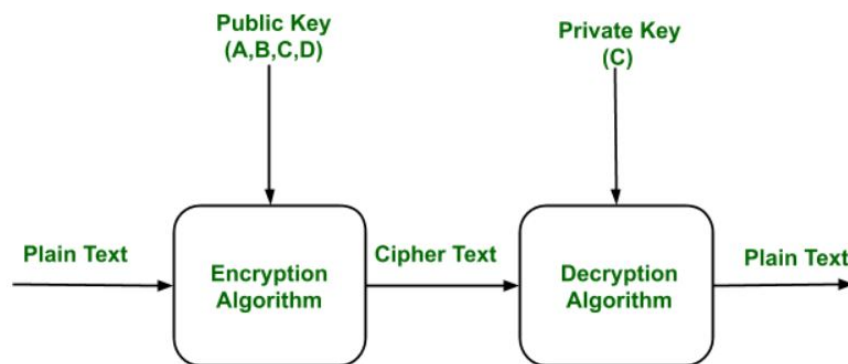 Public Key
(A,B,C,D)
Private Key
(C)
Plain Text
Encryption
Algorithm
Cipher Text
Decryption
Algorithm
Plain Text